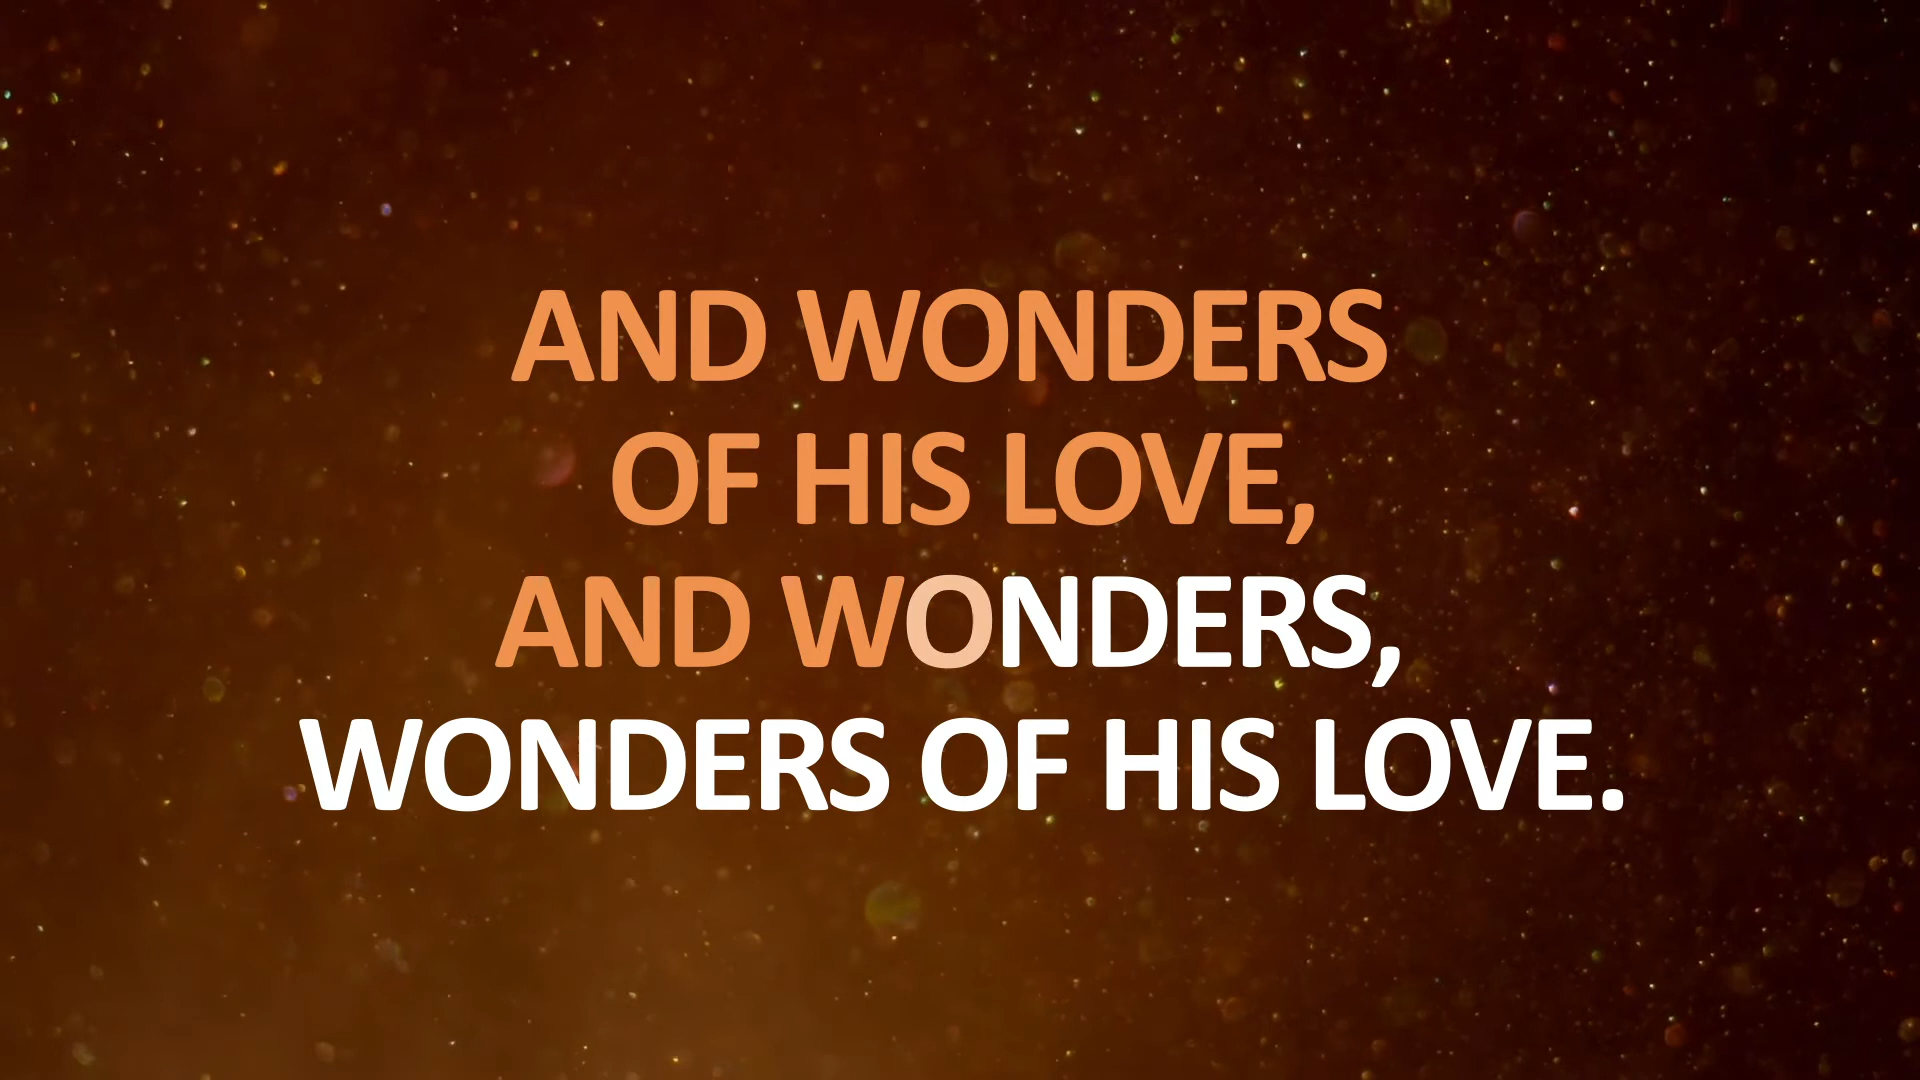 AND WONDERS
OF HIS LOVE,
AND WONDERS,
WONDERS OF HIS LOVE.